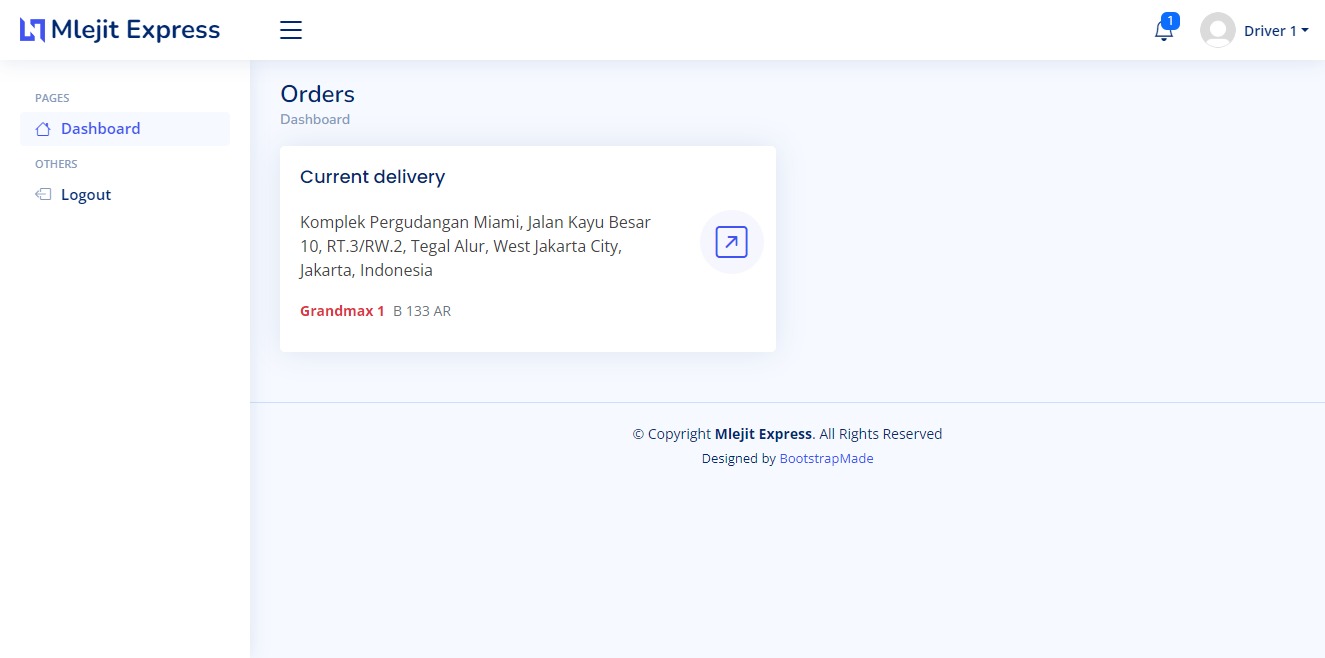 Mlejit Express
1
Driver 1
PAGES
Dashboard
OTHERS
Logout
Orders
Dashboard
Current delivery
Komplek Pergudangan Miami, Jalan Kayu Besar
10, RT.3/RW.2, Tegal Alur, West Jakarta City,
Jakarta, Indonesia
Grandmax 1 B 133 AR
© Copyright Mlejit Express. All Rights Reserved
Designed by BootstrapMade